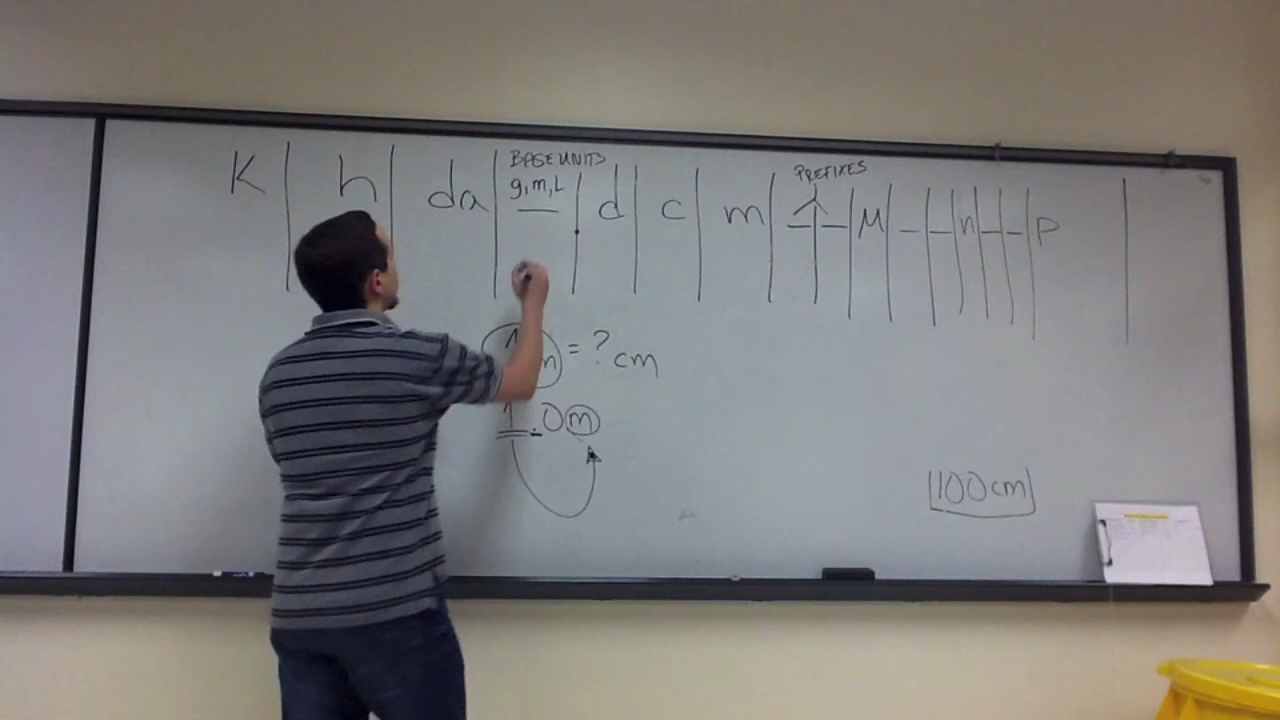 BASE UNITS
PREFIXES
K h da g, m, L d c m M n p
1 m = ? cm
1.0 m
100 cm